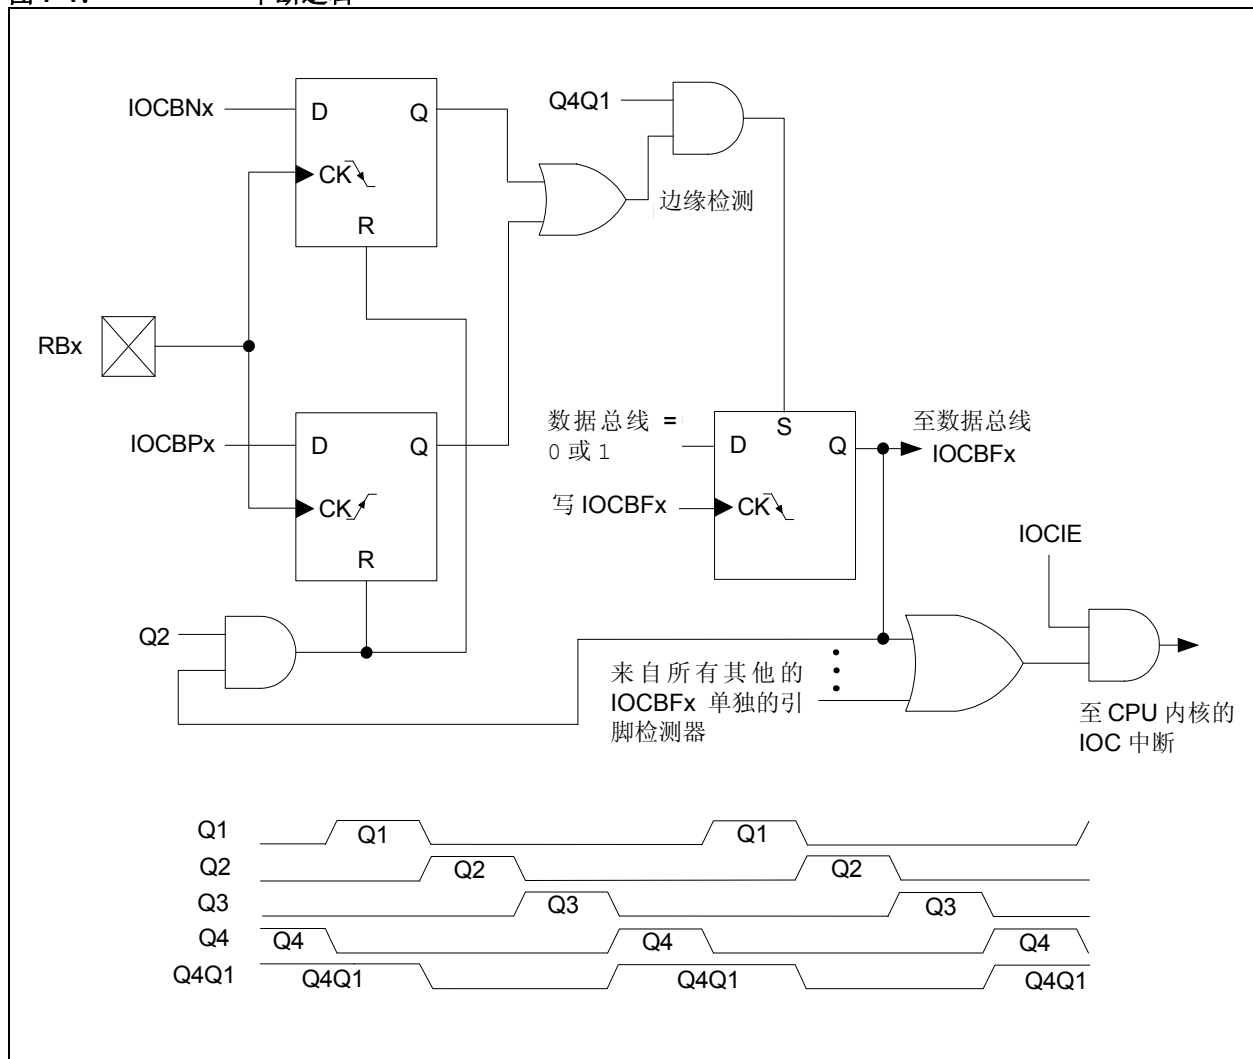 IOCBNx
D
Q
CK
R
Q4Q1
边缘检测
RBx
IOCBPx
D
Q
CK
R
数据总线 =
0 或 1
写 IOCBFx
D
S
Q
CK
至数据总线
IOCBFx
IOCIE
Q2
来自所有其他的
IOCBFx 单独的引
脚检测器
至 CPU 内核的
IOC 中断
Q1 Q1 Q1
Q2 Q2 Q2
Q3 Q3 Q3
Q4 Q4 Q4 Q4
Q4Q1 Q4Q1 Q4Q1 Q4Q1